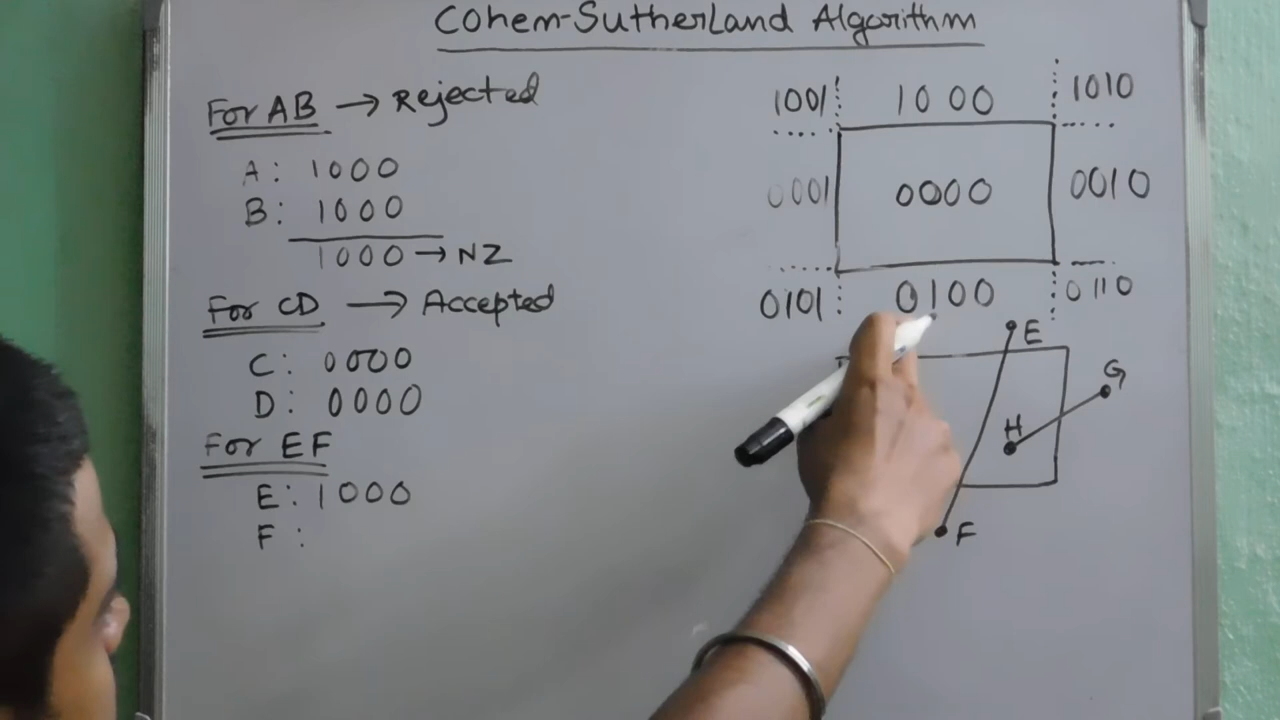 Cohem-Sutherland Algorithm
For AB → Rejected
A: 1000
B: 1000
1000 → NZ
For CD → Accepted
C: 0000
D: 0000
For EF
E: 1000
F:
1001 1000 1010
0001 0000 0010
0101 0100 0110
E
G
H
F